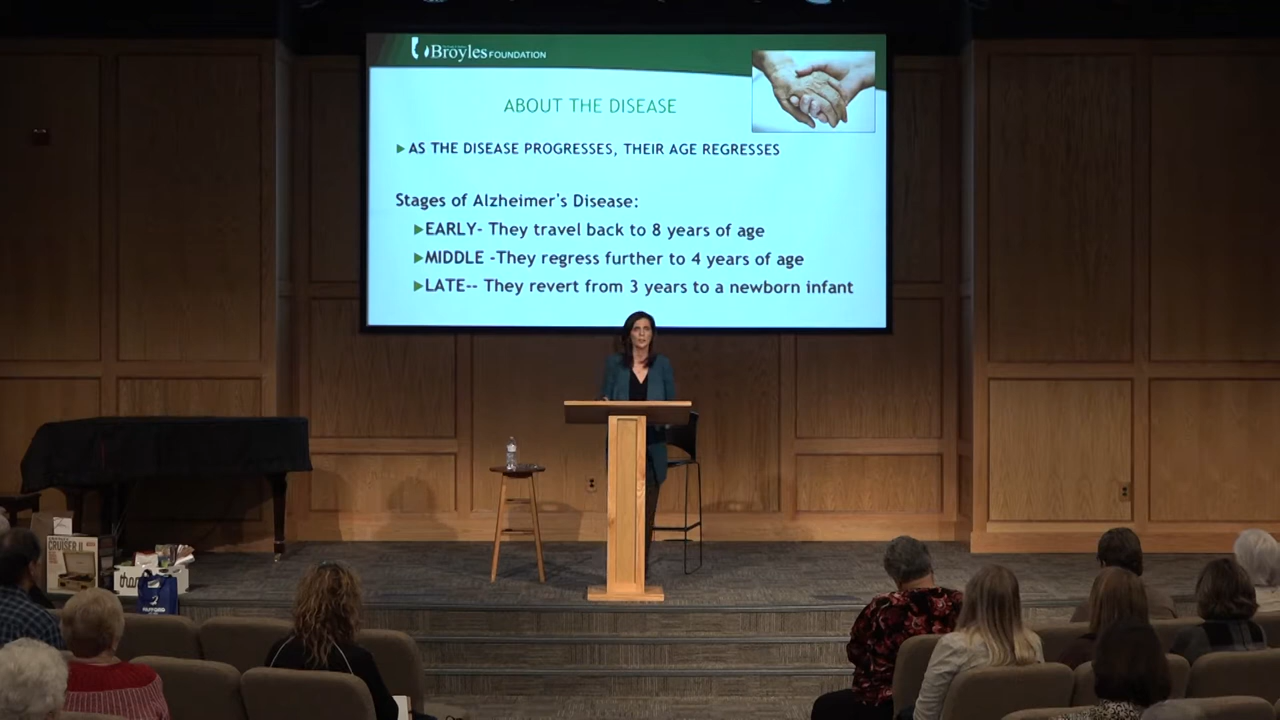 Broyles FOUNDATION
ABOUT THE DISEASE
AS THE DISEASE PROGRESSES, THEIR AGE REGRESSES
Stages of Alzheimer's Disease:
EARLY- They travel back to 8 years of age
MIDDLE -They regress further to 4 years of age
LATE-- They revert from 3 years to a newborn infant
CRUISER II